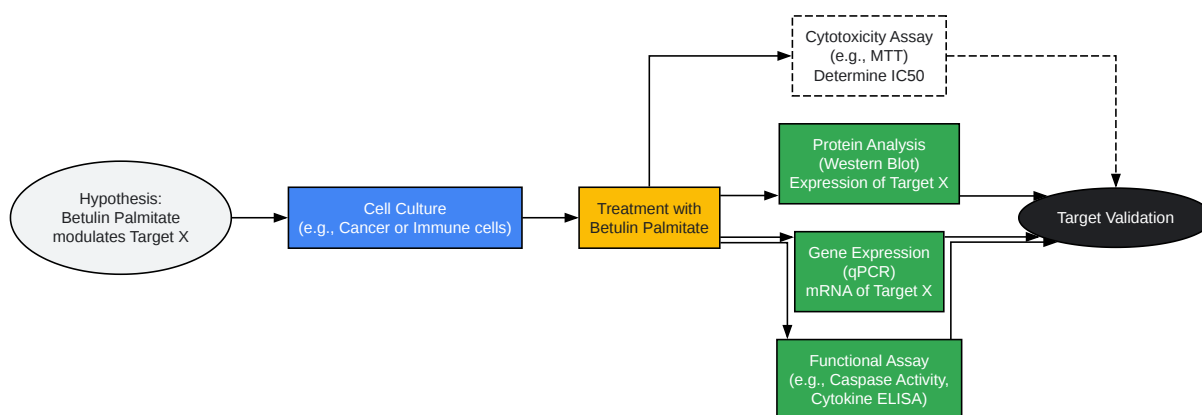 Hypothesis:
Betulin Palmitate
modulates Target X
Cell Culture
(e.g., Cancer or Immune cells)
Treatment with
Betulin Palmitate
Cytotoxicity Assay
(e.g., MTT)
Determine IC50
Protein Analysis
(Western Blot)
Expression of Target X
Gene Expression
(qPCR)
mRNA of Target X
Functional Assay
(e.g., Caspase Activity,
Cytokine ELISA)
Target Validation